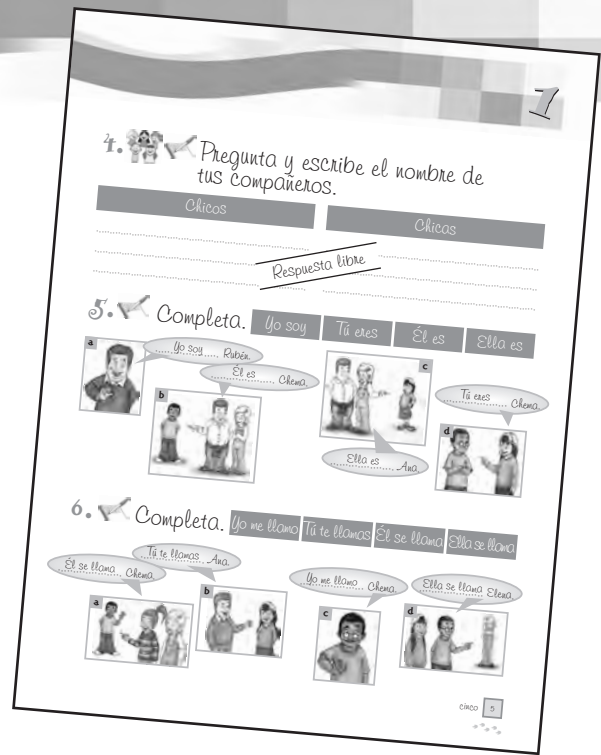 1
4. Pregunta y escribe el nombre de
tus compañeros.
Chicos
Chicas
Respuesta libre
5. Completa. Yo soy Tú eres Él es Ella es
a
Yo soy ...... Rubén.
b
Él es ......... Chema.
c
Ella es ......... Ana.
d
Tú eres ......... Chema.
6. Completa. Yo me llamo Tú te llamas Él se llama Ella se llama
a
Él se llama Chema.
b
Tú te llamas Ana.
c
Yo me llamo Chema.
d
Ella se llama Elena.
cinco 5